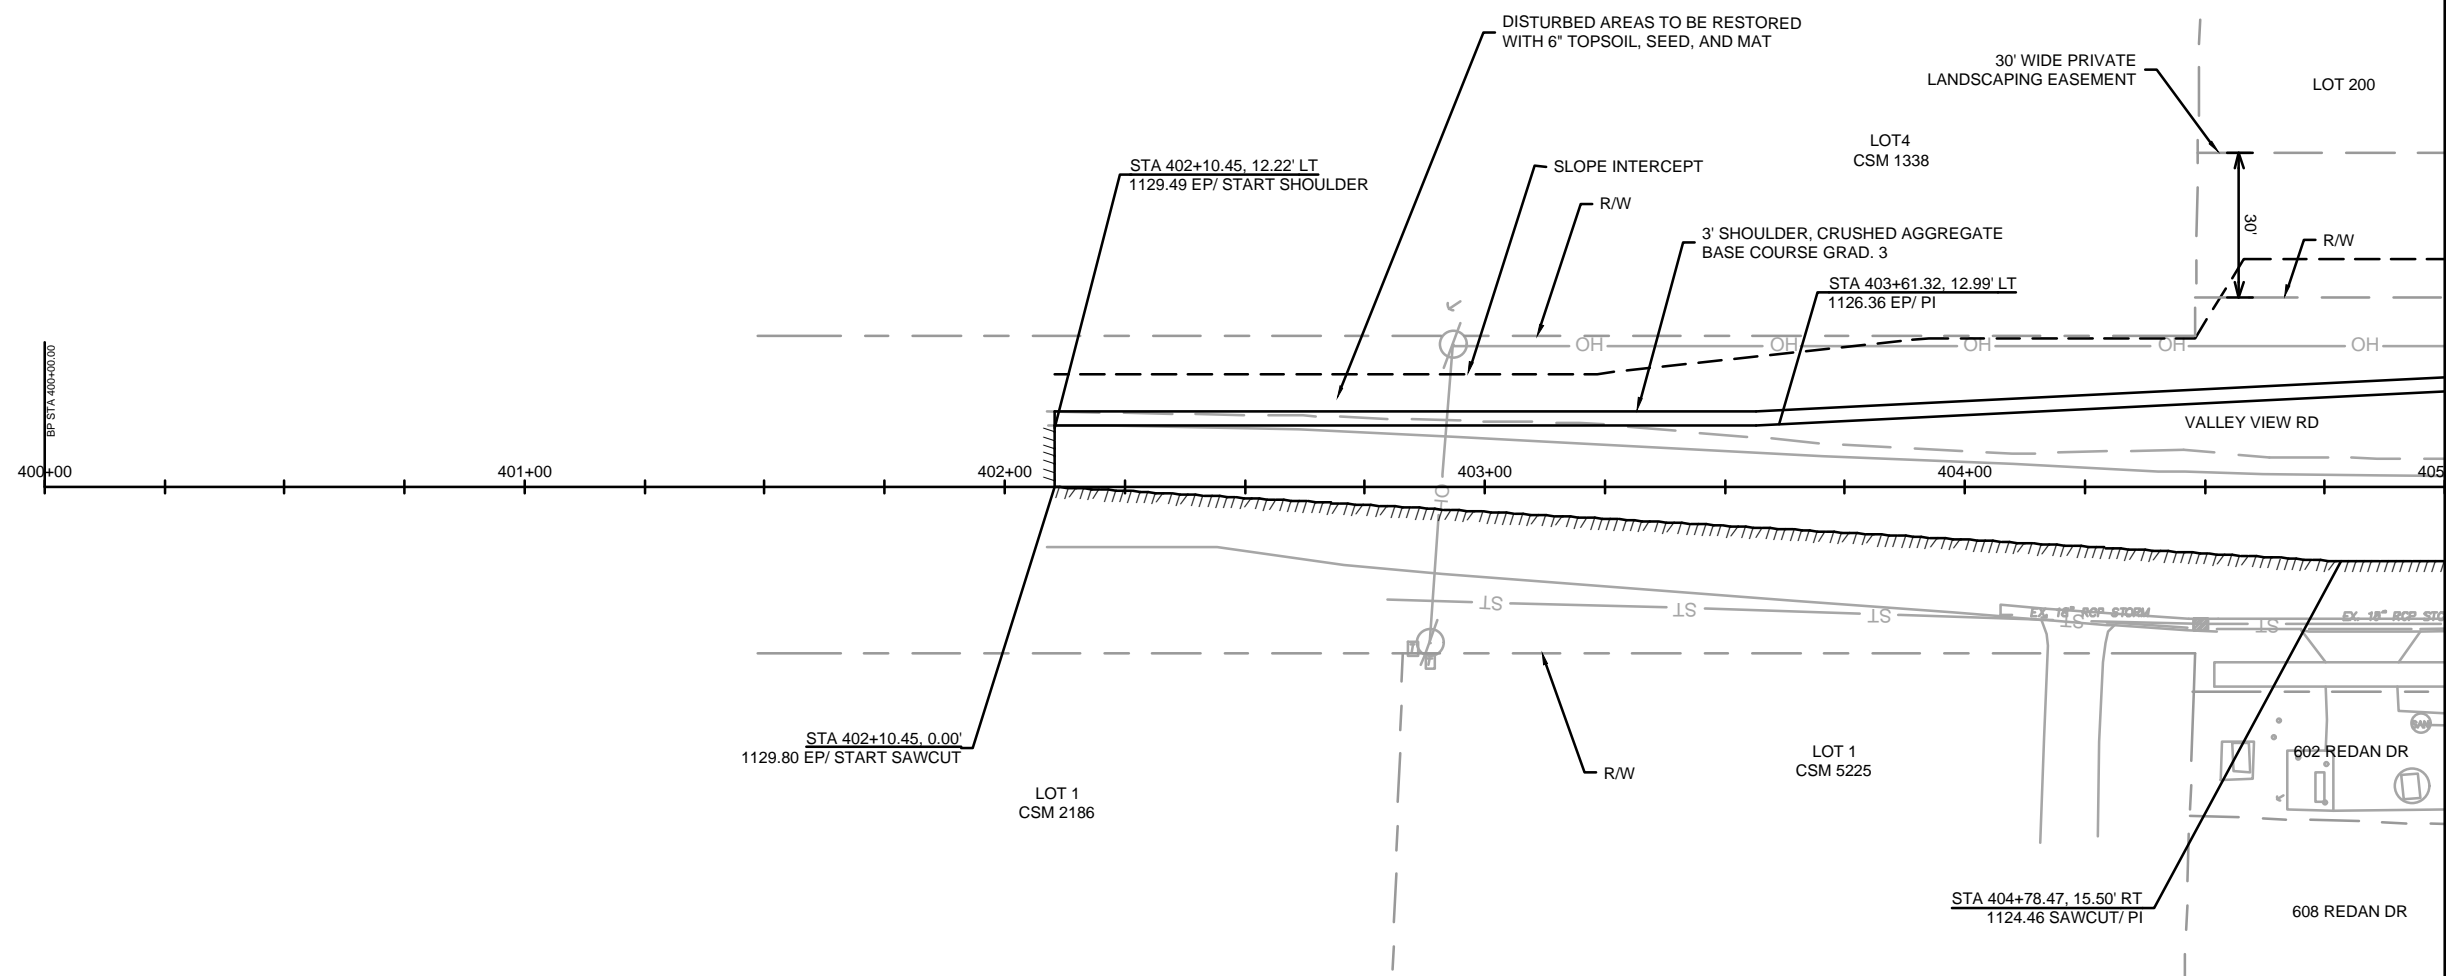 DISTURBED AREAS TO BE RESTORED
WITH 6" TOPSOIL, SEED, AND MAT
30' WIDE PRIVATE
LANDSCAPING EASEMENT
LOT 200
LOT4
CSM 1338
STA 402+10.45, 12.22' LT
1129.49 EP/ START SHOULDER
SLOPE INTERCEPT
R/W
3' SHOULDER, CRUSHED AGGREGATE
BASE COURSE GRAD. 3
30'
R/W
STA 403+61.32, 12.99' LT
1126.36 EP/ PI
OH
OH
OH
OH
OH
BP STA 400+00.00
VALLEY VIEW RD
400+00
401+00
402+00
403+00
404+00
405
OH
ST
ST
ST
ST
ST
EX. 18" RCP STORM
EX. 15" RCP STO
STA 402+10.45, 0.00'
1129.80 EP/ START SAWCUT
R/W
LOT 1
CSM 5225
SAN
602 REDAN DR
LOT 1
CSM 2186
STA 404+78.47, 15.50' RT
1124.46 SAWCUT/ PI
608 REDAN DR